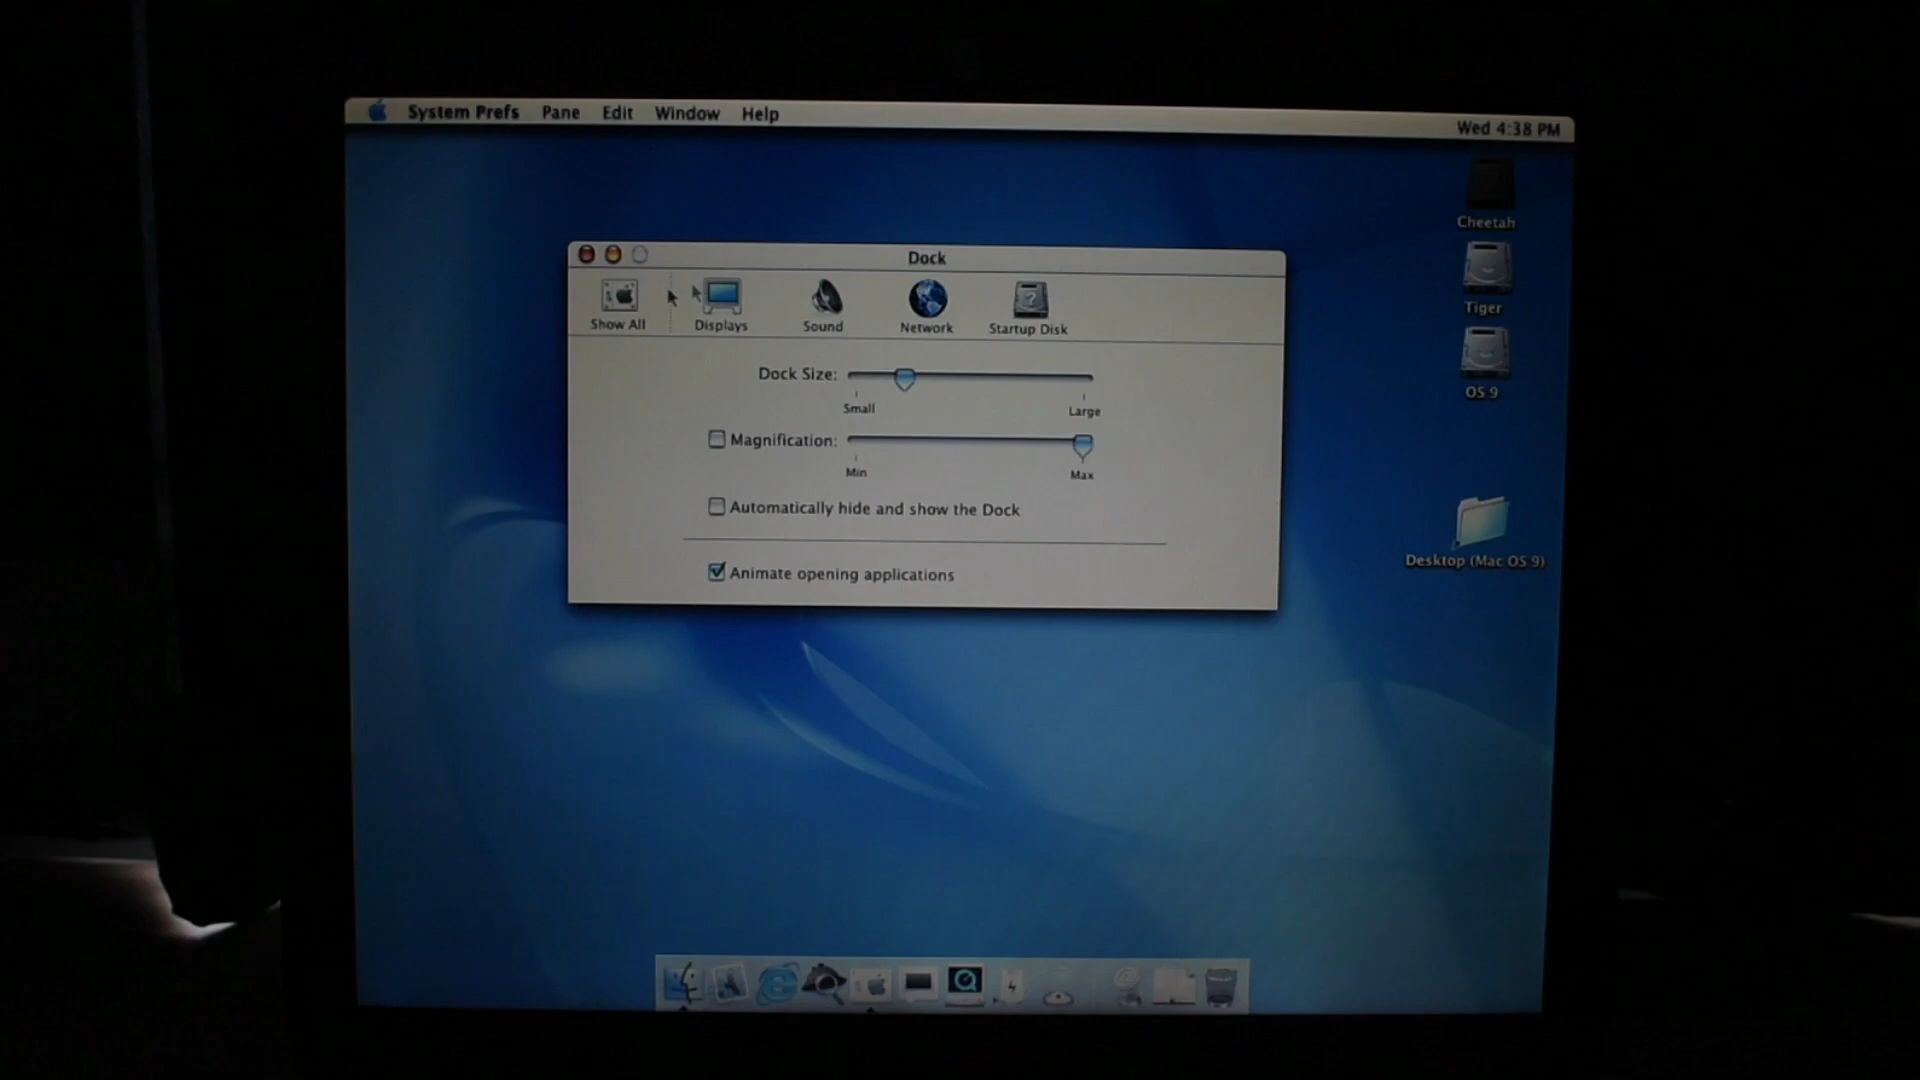 System Prefs Pane Edit Window Help
Wed 4:38 PM
Cheetah
Tiger
OS 9
Desktop (Mac OS 9)
Dock
Show All
Displays
Sound
Network
Startup Disk
Dock Size:
Small
Large
Magnification:
Min
Max
Automatically hide and show the Dock
Animate opening applications